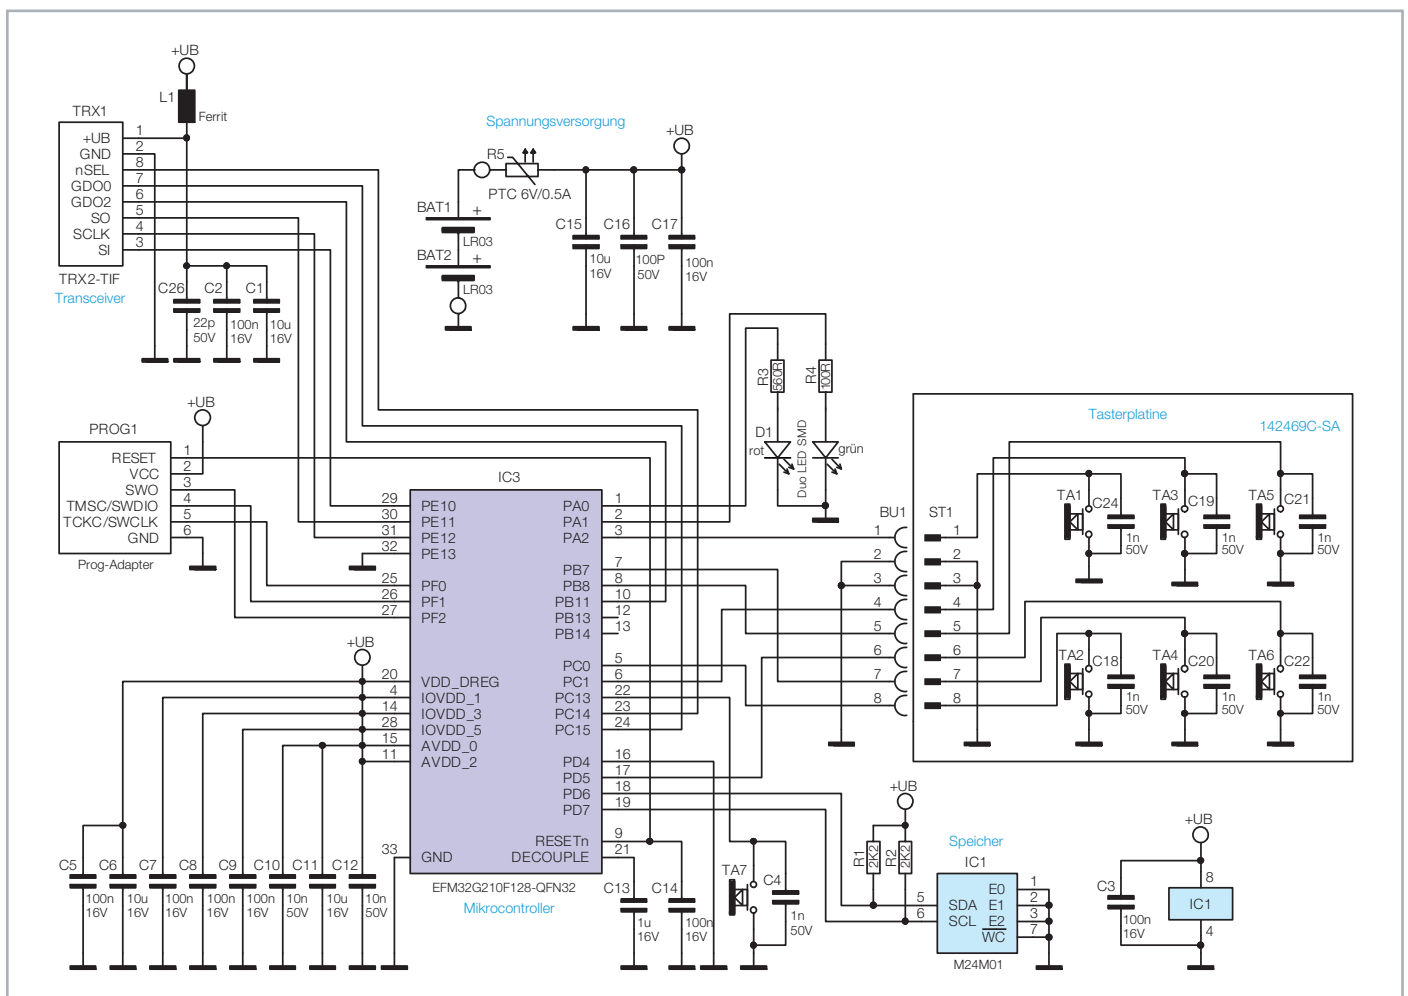 +UB
L1
Ferrit
TRX1
+UB 1
GND 2
nSEL 8
GDO0 7
GDO2 6
SO 5
SCLK 4
SI 3
TRX2-TIF
Transceiver
C26
22p
50V
C2
100n
16V
C1
10u
16V
Spannungsversorgung
+UB
R5
PTC 6V/0.5A
BAT1
+
LR03
BAT2
+
LR03
C15
10u
16V
C16
100P
50V
C17
100n
16V
R3
560R
R4
100R
D1
rot
Duo LED SMD
grün
+UB
PROG1
RESET 1
VCC 2
SWO 3
TMSC/SWDIO 4
TCKC/SWCLK 5
GND 6
Prog-Adapter
IC3
29 PE10
30 PE11
31 PE12
32 PE13
25 PF0
26 PF1
27 PF2
+UB
20 VDD_DREG
4 IOVDD_1
14 IOVDD_3
28 IOVDD_5
15 AVDD_0
11 AVDD_2
33 GND
PA0 1
PA1 2
PA2 3
PB7 7
PB8 8
PB11 10
PB13 12
PB14 13
PC0 5
PC1 6
PC13 22
PC14 23
PC15 24
PD4 16
PD5 17
PD6 18
PD7 19
RESETn 9
DECOUPLE 21
EFM32G210F128-QFN32
Mikrocontroller
C5
100n
16V
C6
10u
16V
C7
100n
16V
C8
100n
16V
C9
100n
16V
C10
10n
50V
C11
10u
16V
C12
10n
50V
C13
1u
16V
C14
100n
16V
TA7
C4
1n
50V
Tasterplatine
142469C-SA
BU1
1
2
3
4
5
6
7
8
ST1
1
2
3
4
5
6
7
8
TA1
C24
1n
50V
TA3
C19
1n
50V
TA5
C21
1n
50V
TA2
C18
1n
50V
TA4
C20
1n
50V
TA6
C22
1n
50V
+UB
R1
2K2
R2
2K2
Speicher
IC1
5 SDA
6 SCL
E0 1
E1 2
E2 3
WC 7
M24M01
+UB
C3
100n
16V
8
IC1
4